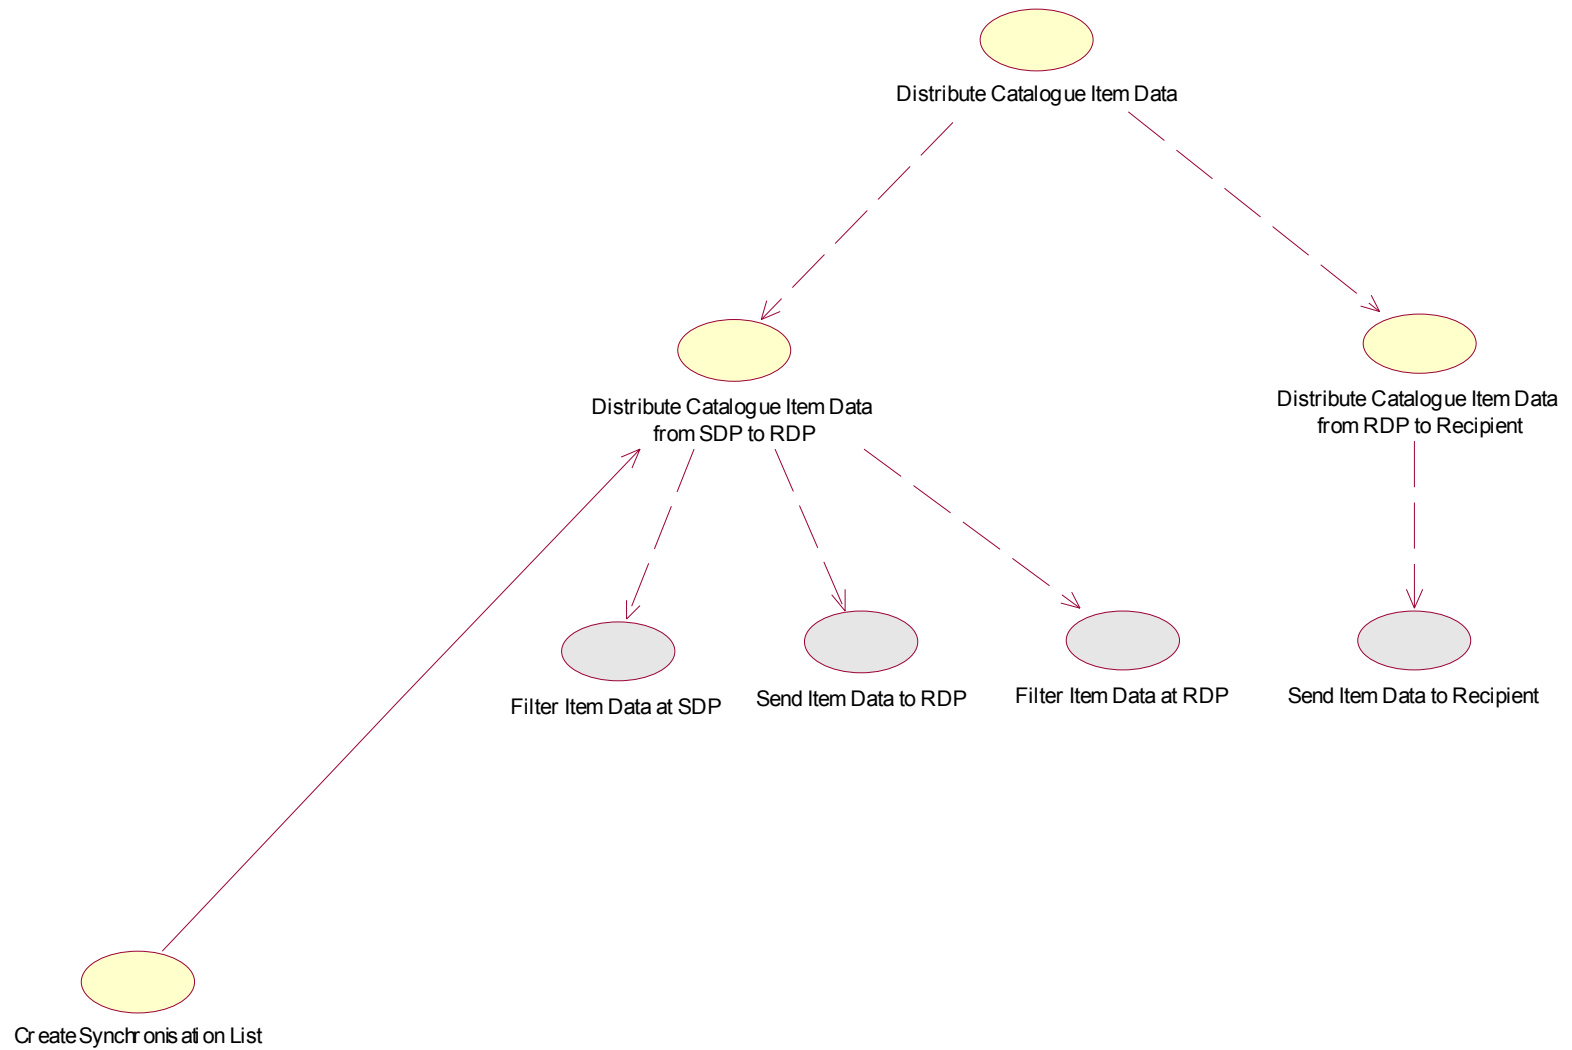 Distribute Catalogue Item Data
Distribute Catalogue Item Data
from SDP to RDP
Distribute Catalogue Item Data
from RDP to Recipient
Filter Item Data at SDP
Send Item Data to RDP
Filter Item Data at RDP
Send Item Data to Recipient
Create Synchronisation List